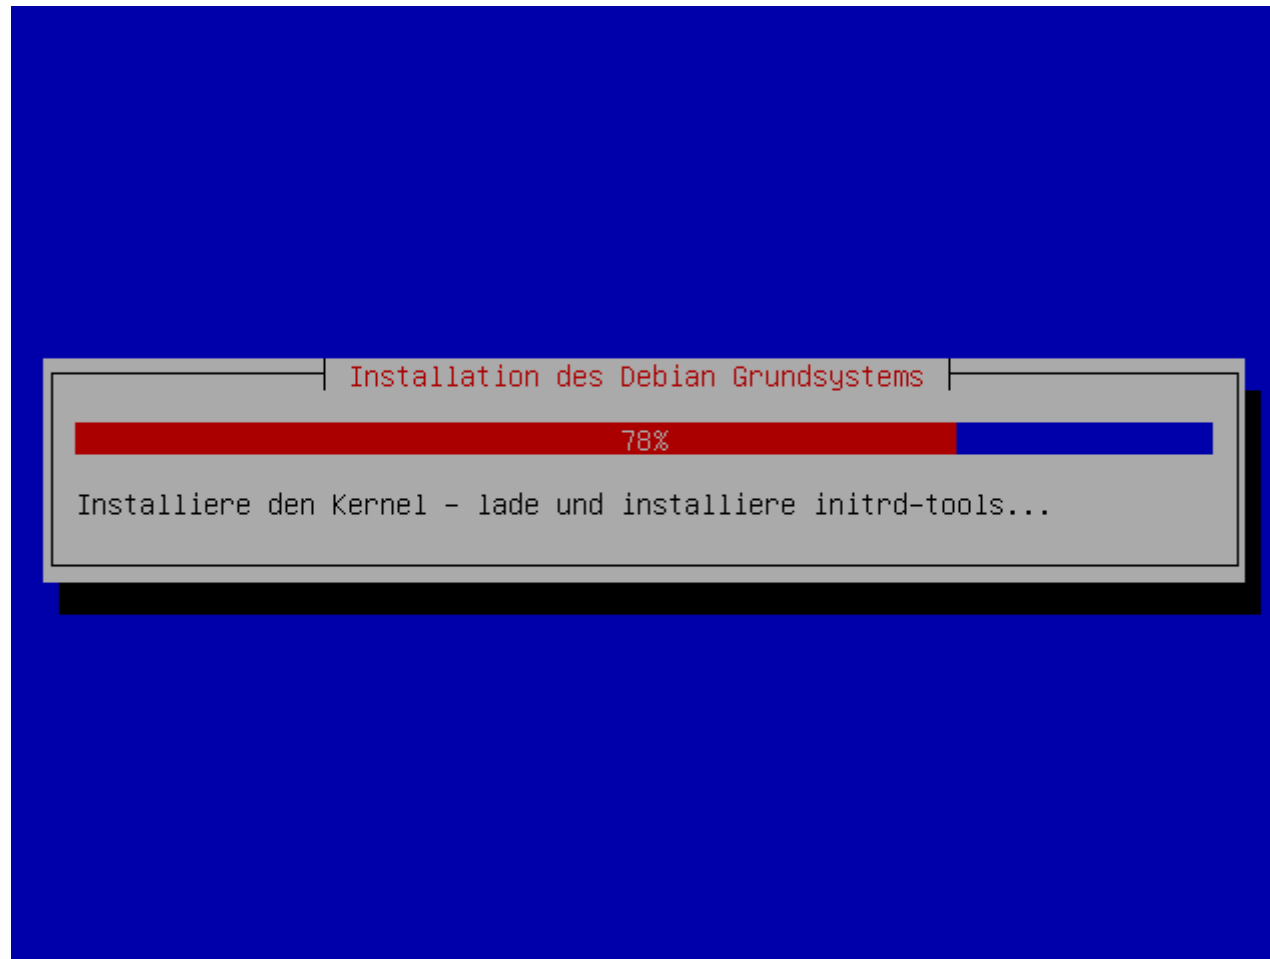 Installation des Debian Grundsystems
78%
Installiere den Kernel - lade und installiere initrd-tools...